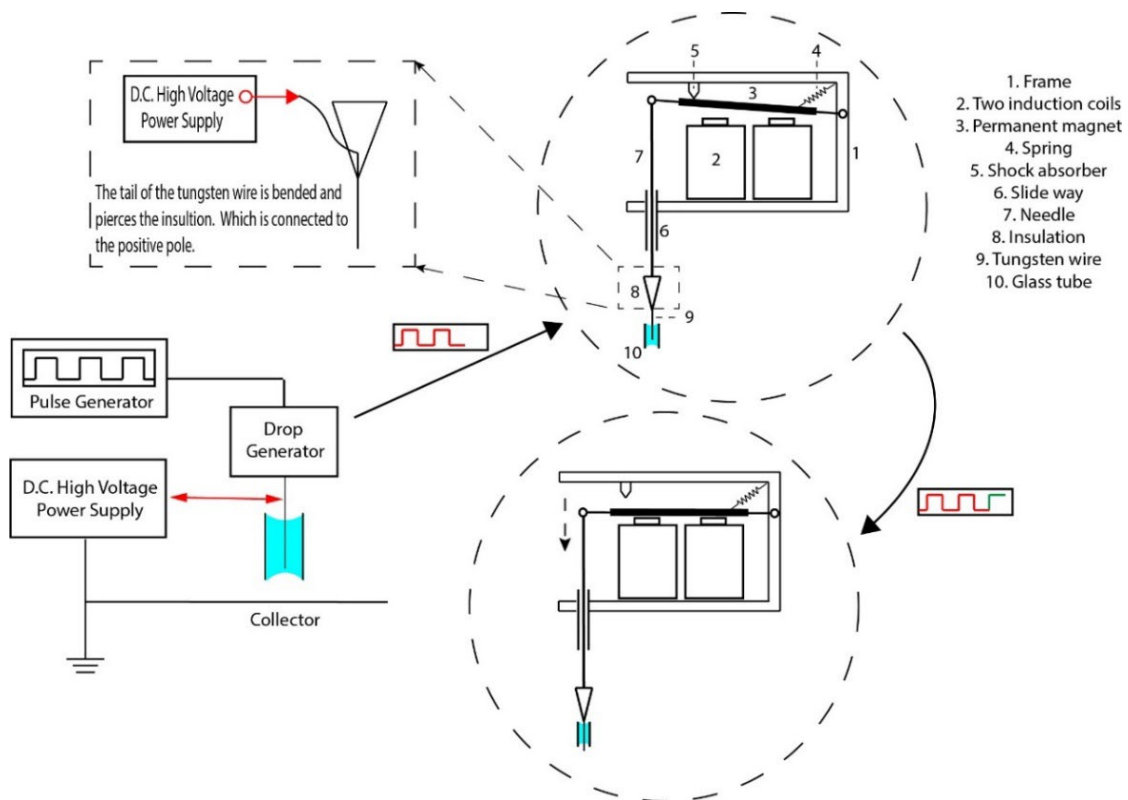 D.C. High Voltage
Power Supply
The tail of the tungsten wire is bended and
pierces the insultion. Which is connected to
the positive pole.
5
4
3
2
1
7
6
8
9
10
1. Frame
2. Two induction coils
3. Permanent magnet
4. Spring
5. Shock absorber
6. Slide way
7. Needle
8. Insulation
9. Tungsten wire
10. Glass tube
Pulse Generator
Drop
Generator
D.C. High Voltage
Power Supply
Collector